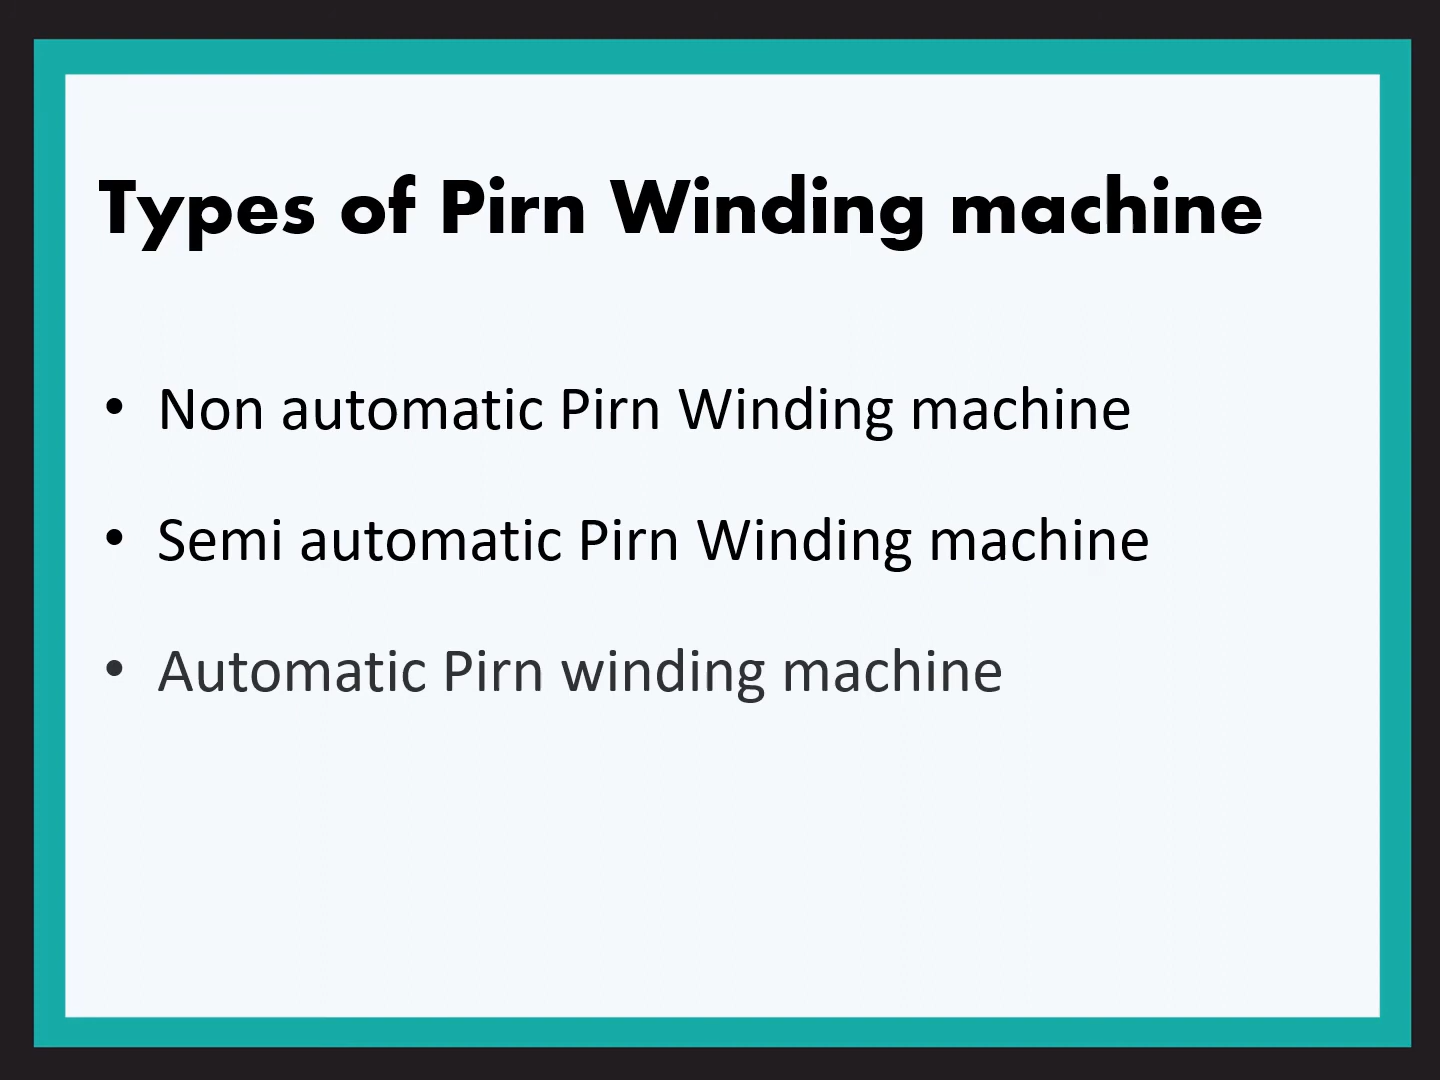 Types of Pirn Winding machine
• Non automatic Pirn Winding machine
• Semi automatic Pirn Winding machine
• Automatic Pirn winding machine